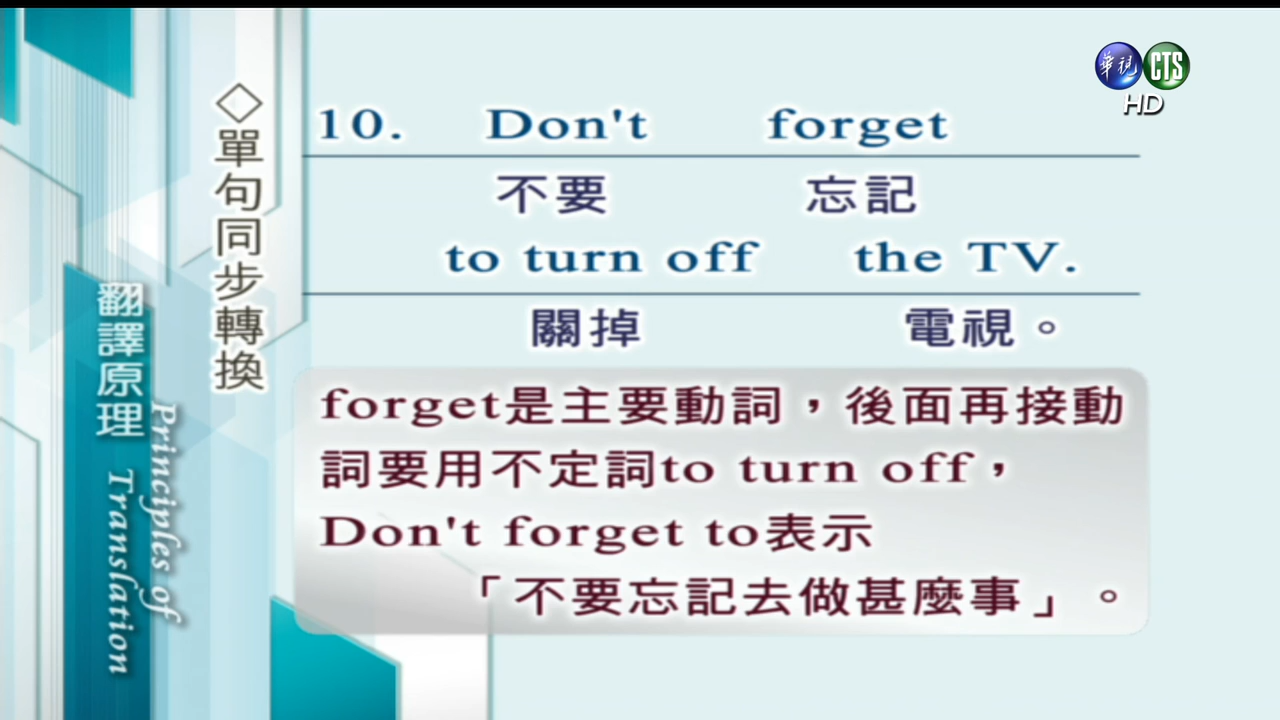 華視 CTS
HD
◇單句同步轉換
翻譯原理
Principles of
Translation
10. Don't forget
不要 忘記
to turn off the TV.
關掉 電視。
forget是主要動詞，後面再接動
詞要用不定詞to turn off，
Don't forget to表示
「不要忘記去做甚麼事」。